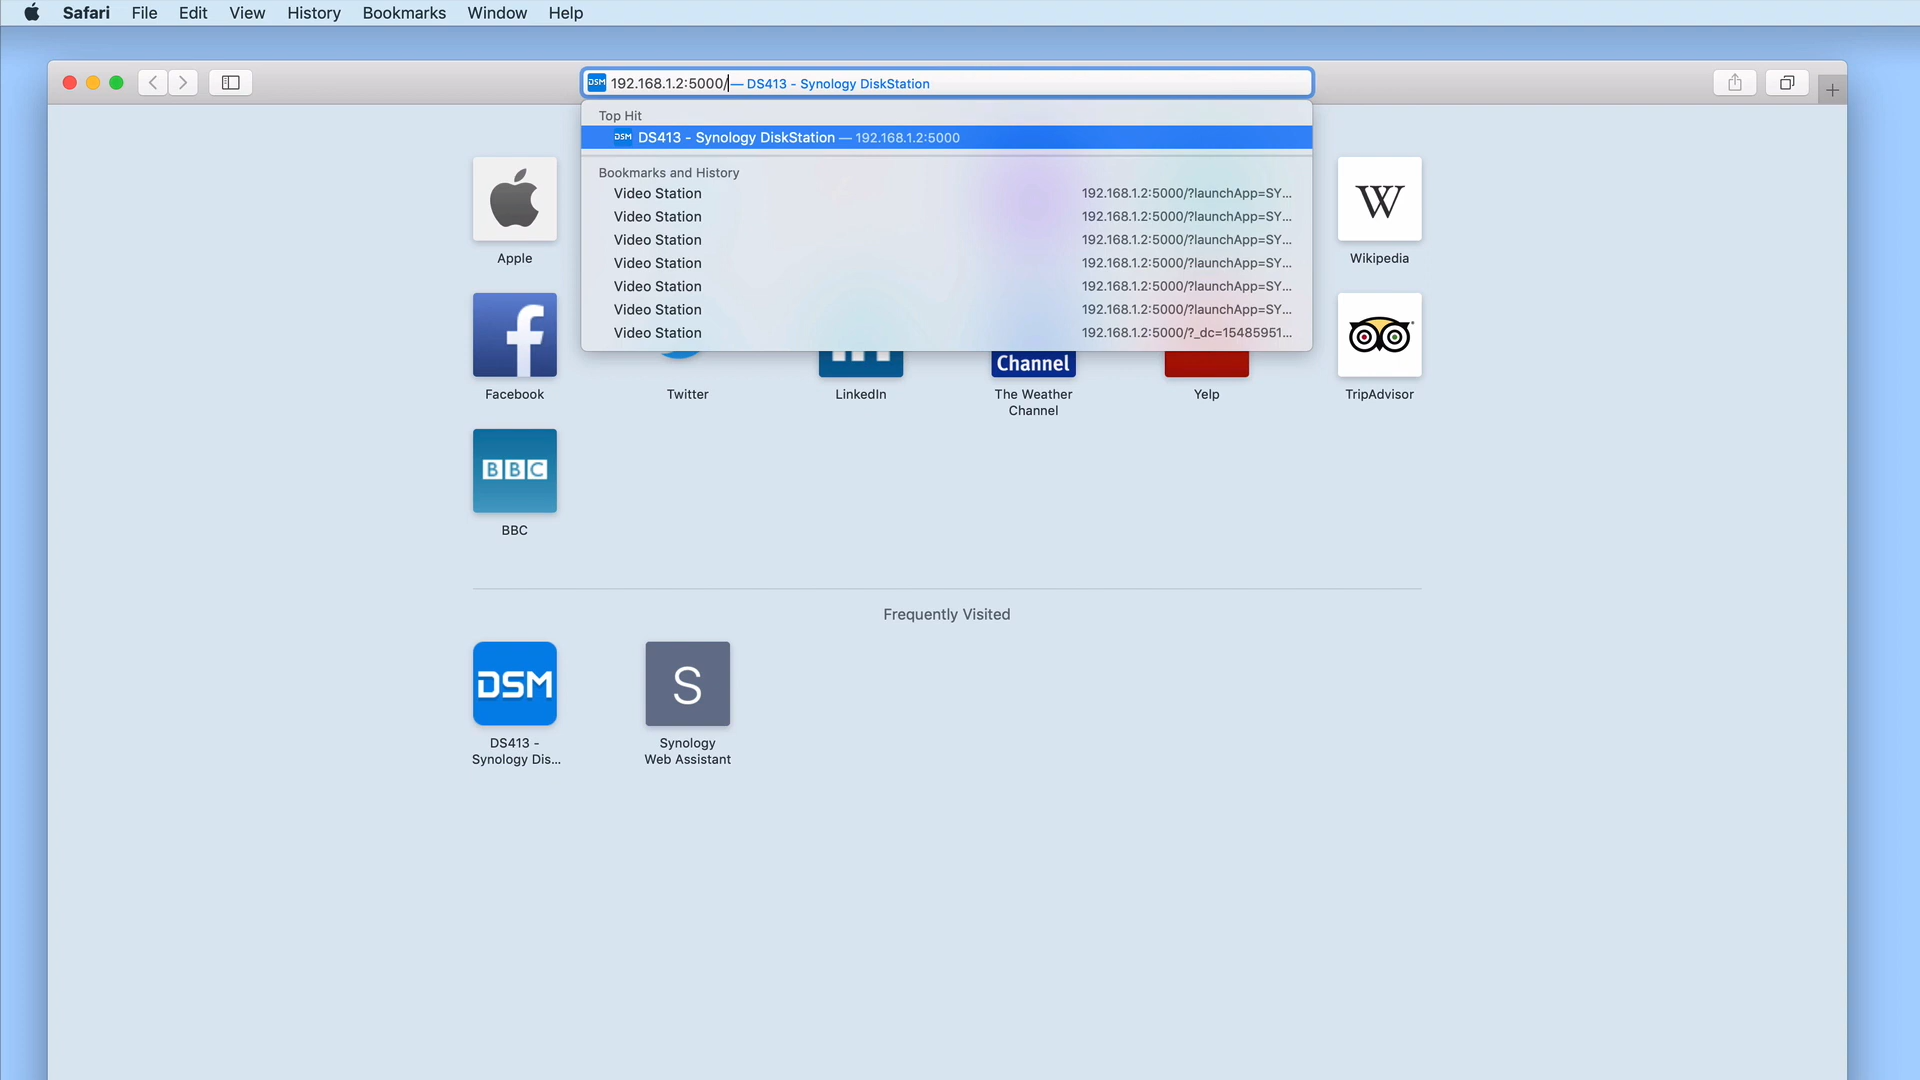 Safari File Edit View History Bookmarks Window Help
DSM 192.168.1.2:5000/ — DS413 - Synology DiskStation
Top Hit
DSM DS413 - Synology DiskStation — 192.168.1.2:5000
Bookmarks and History
Video Station 192.168.1.2:5000/?launchApp=SY...
Video Station 192.168.1.2:5000/?launchApp=SY...
Video Station 192.168.1.2:5000/?launchApp=SY...
Video Station 192.168.1.2:5000/?launchApp=SY...
Video Station 192.168.1.2:5000/?launchApp=SY...
Video Station 192.168.1.2:5000/?launchApp=SY...
Video Station 192.168.1.2:5000/?_dc=15485951...
W
Apple
Wikipedia
f
Channel
Facebook
Twitter
LinkedIn
The Weather
Channel
Yelp
TripAdvisor
BBC
BBC
Frequently Visited
DSM
S
DS413 -
Synology Dis...
Synology
Web Assistant